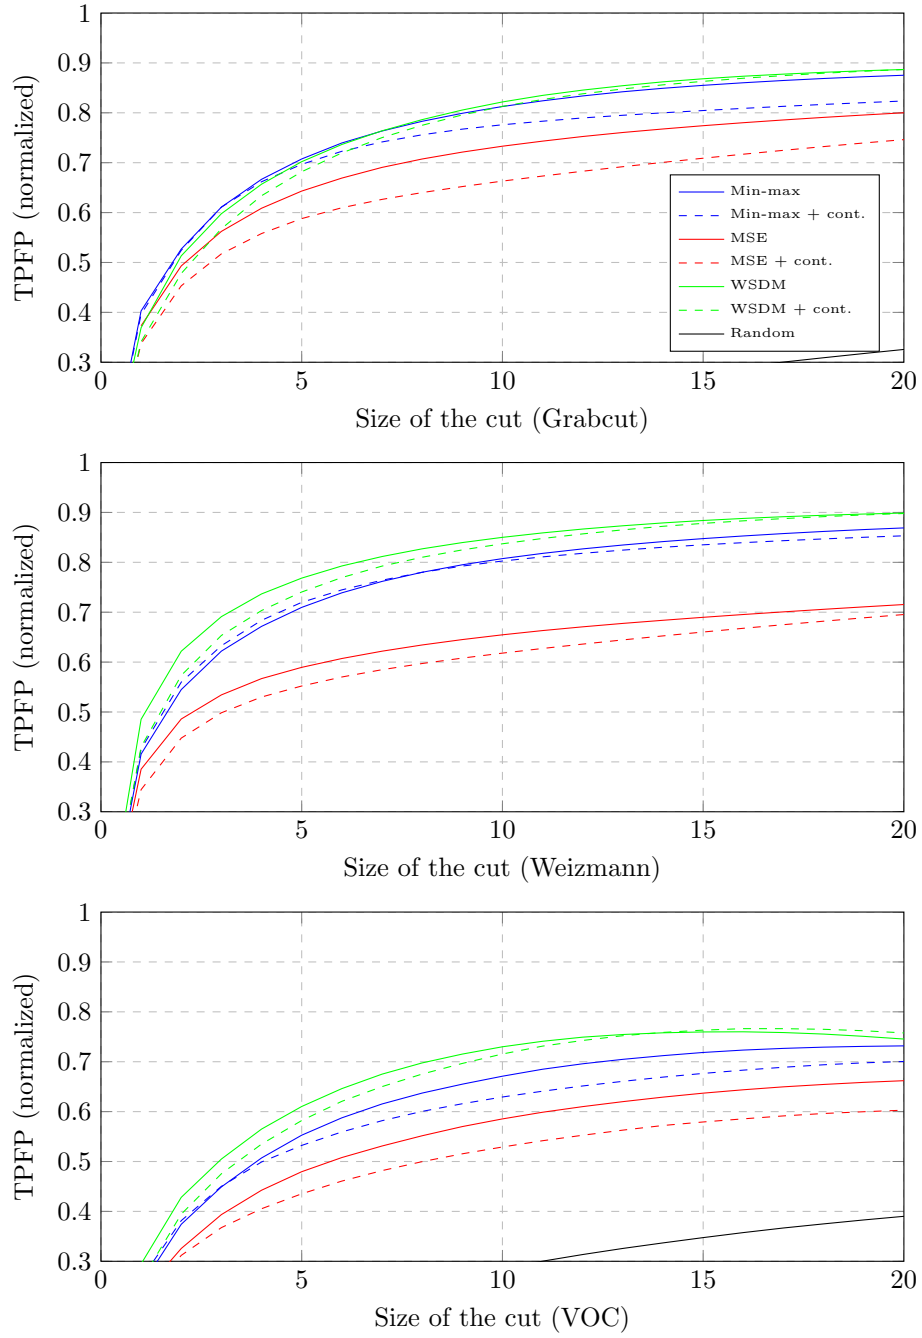 1
0.9
0.8
0.7
0.6
0.5
0.4
0.3
TPFP (normalized)
Min-max
Min-max + cont.
MSE
MSE + cont.
WSDM
WSDM + cont.
Random
0 5 10 15 20
Size of the cut (Grabcut)
1
0.9
0.8
0.7
0.6
0.5
0.4
0.3
TPFP (normalized)
0 5 10 15 20
Size of the cut (Weizmann)
1
0.9
0.8
0.7
0.6
0.5
0.4
0.3
TPFP (normalized)
0 5 10 15 20
Size of the cut (VOC)